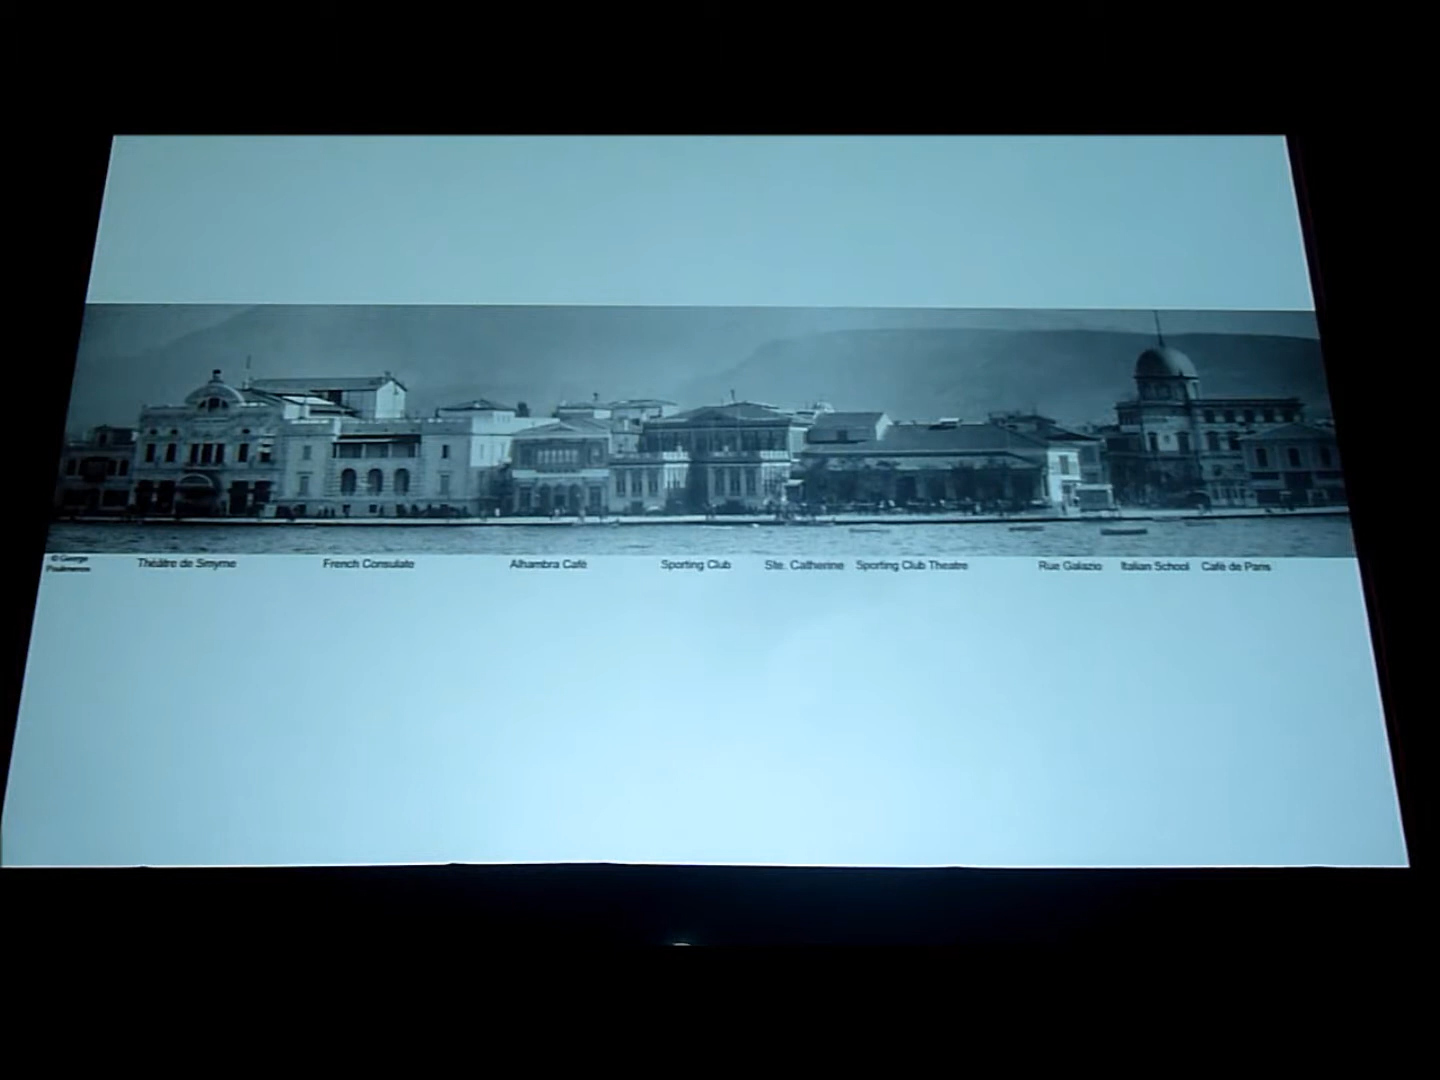 © George
Théâtre de Smyrne
French Consulate
Alhambra Café
Sporting Club
Ste. Catherine
Sporting Club Theatre
Rue Galazio
Italian School
Café de Paris